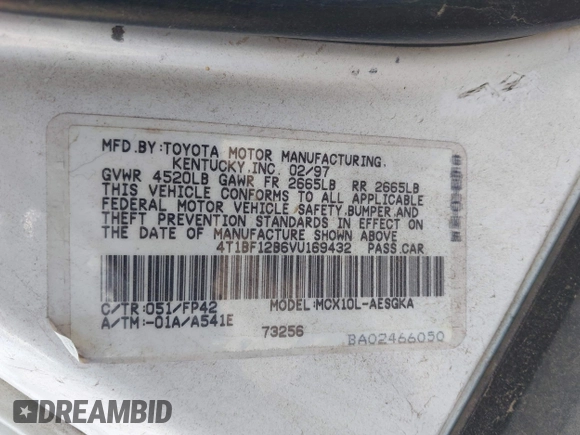 MFD. BY: TOYOTA MOTOR MANUFACTURING,
KENTUCKY, INC. 02/97
GVWR 4520LB GAWR FR 2665LB RR 2665LB
THIS VEHICLE CONFORMS TO ALL APPLICABLE
FEDERAL MOTOR VEHICLE SAFETY, BUMPER, AND
THEFT PREVENTION STANDARDS IN EFFECT ON
THE DATE OF MANUFACTURE SHOWN ABOVE
4T1BF12B6VU169432 PASS. CAR
C/TR: 051/FP42 MODEL: MCX10L-AESGKA
A/TM: -01A/A541E
73256
BA02466050
DREAMBID